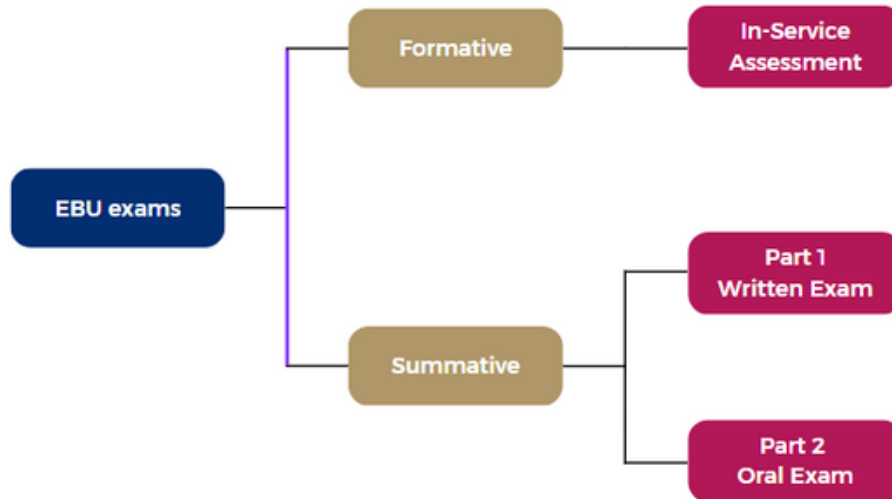 Formative
In-Service
Assessment
EBU exams
Part 1
Written Exam
Summative
Part 2
Oral Exam